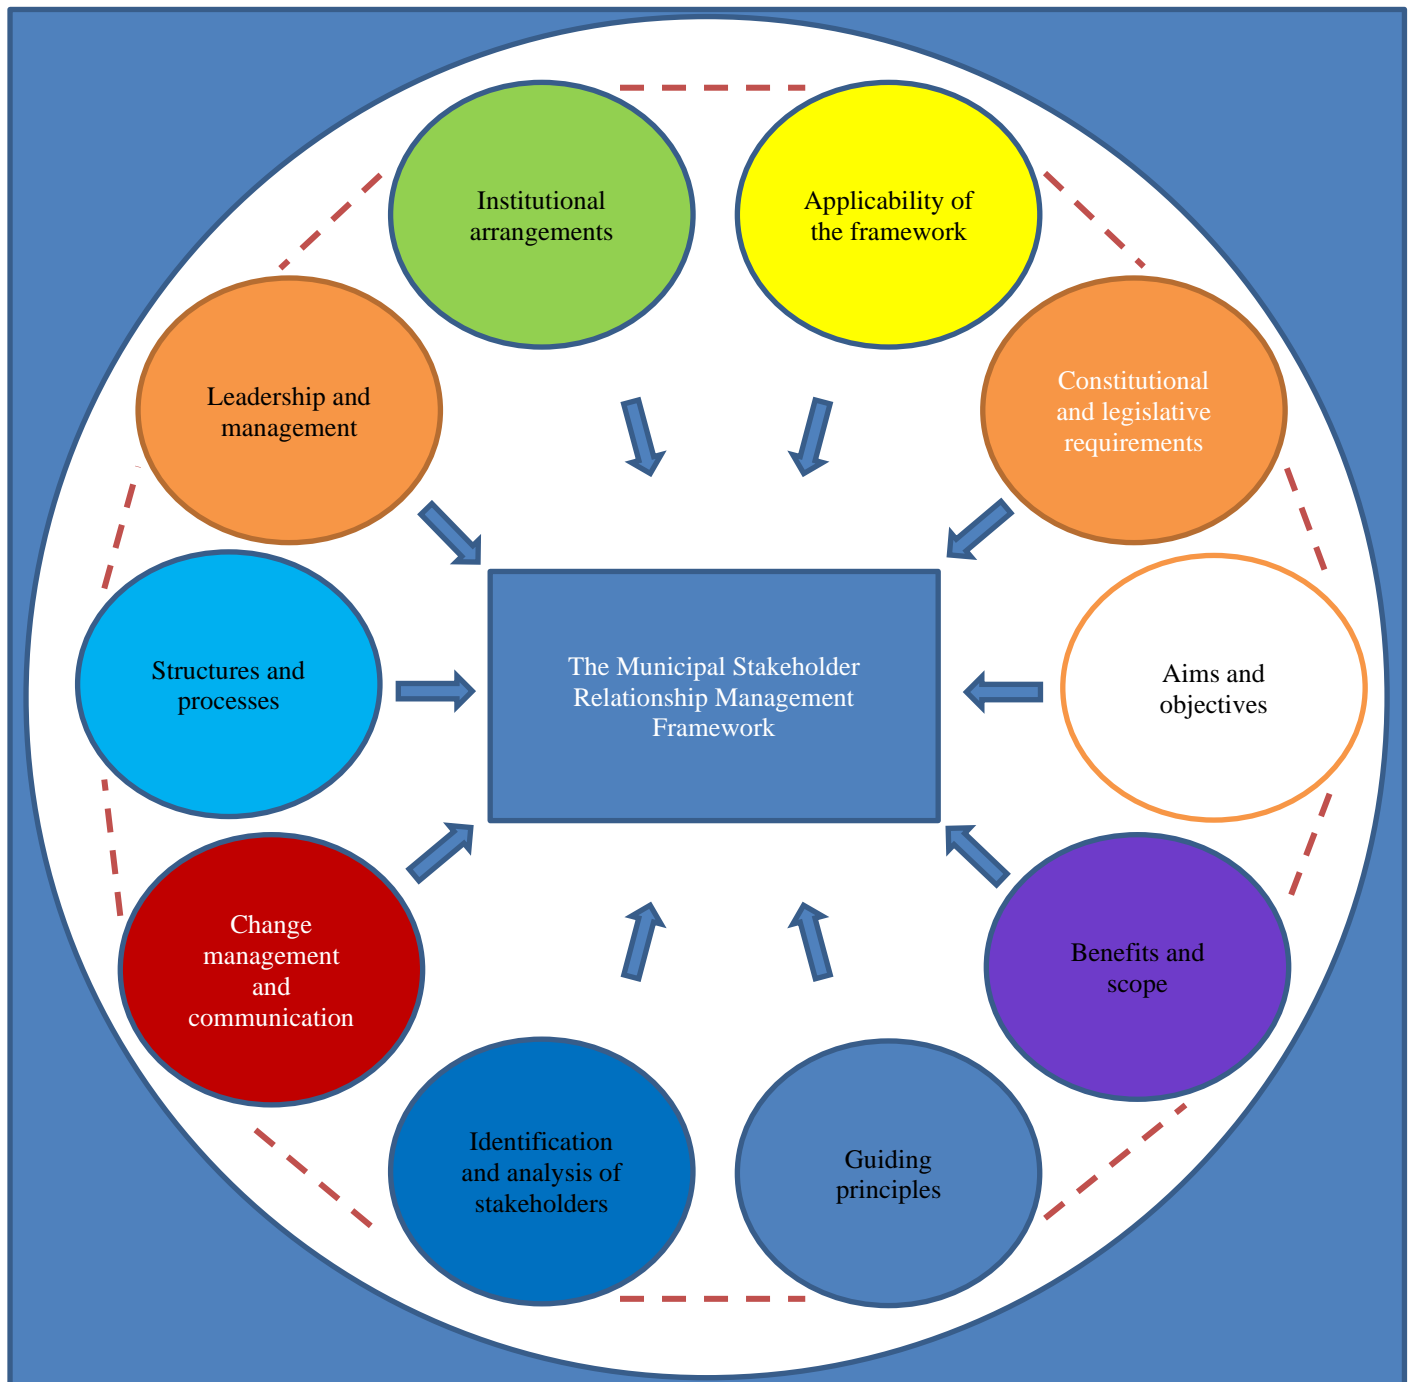 Institutional
arrangements
Applicability of
the framework
Leadership and
management
Constitutional
and legislative
requirements
Structures and
processes
The Municipal Stakeholder
Relationship Management
Framework
Aims and
objectives
Change
management
and
communication
Benefits and
scope
Identification
and analysis of
stakeholders
Guiding
principles